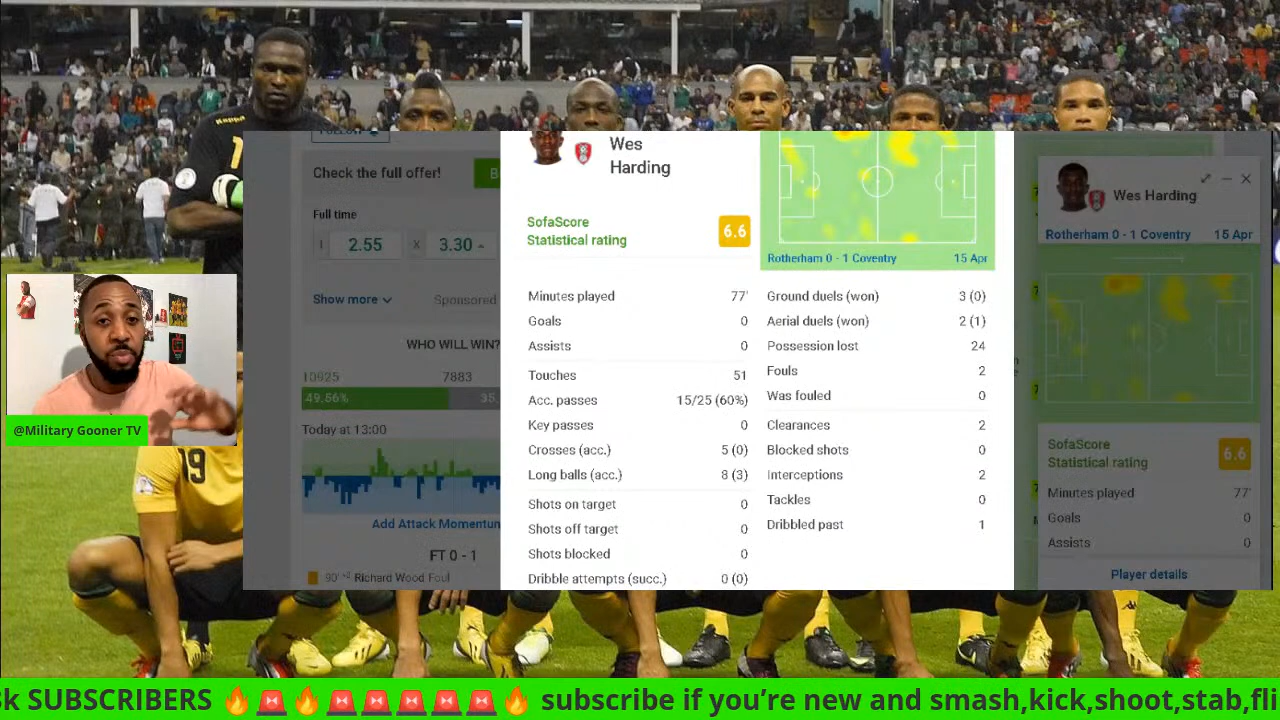 FULL TIME
Check the full offer!
B
Full time
1 2.55 X 3.30
Show more
Sponsored
WHO WILL WIN?
10925 7883
49.56% 35.
Today at 13:00
Add Attack Momentun
FT 0 - 1
90' +2 Richard Wood Foul
Wes
Harding
SofaScore
Statistical rating
6.6
Minutes played 77'
Goals 0
Assists 0
Touches 51
Acc. passes 15/25 (60%)
Key passes 0
Crosses (acc.) 5 (0)
Long balls (acc.) 8 (3)
Shots on target 0
Shots off target 0
Shots blocked 0
Dribble attempts (succ.) 0 (0)
Rotherham 0 - 1 Coventry 15 Apr
Ground duels (won) 3 (0)
Aerial duels (won) 2 (1)
Possession lost 24
Fouls 2
Was fouled 0
Clearances 2
Blocked shots 0
Interceptions 2
Tackles 0
Dribbled past 1
Wes Harding
Rotherham 0 - 1 Coventry 15 Apr
SofaScore
Statistical rating
6.6
Minutes played 77'
Goals 0
Assists 0
Player details
@Military Gooner TV
19
k SUBSCRIBERS 🔥🚨🔥🚨🚨🚨🚨🚨🔥 subscribe if you’re new and smash,kick,shoot,stab,fli